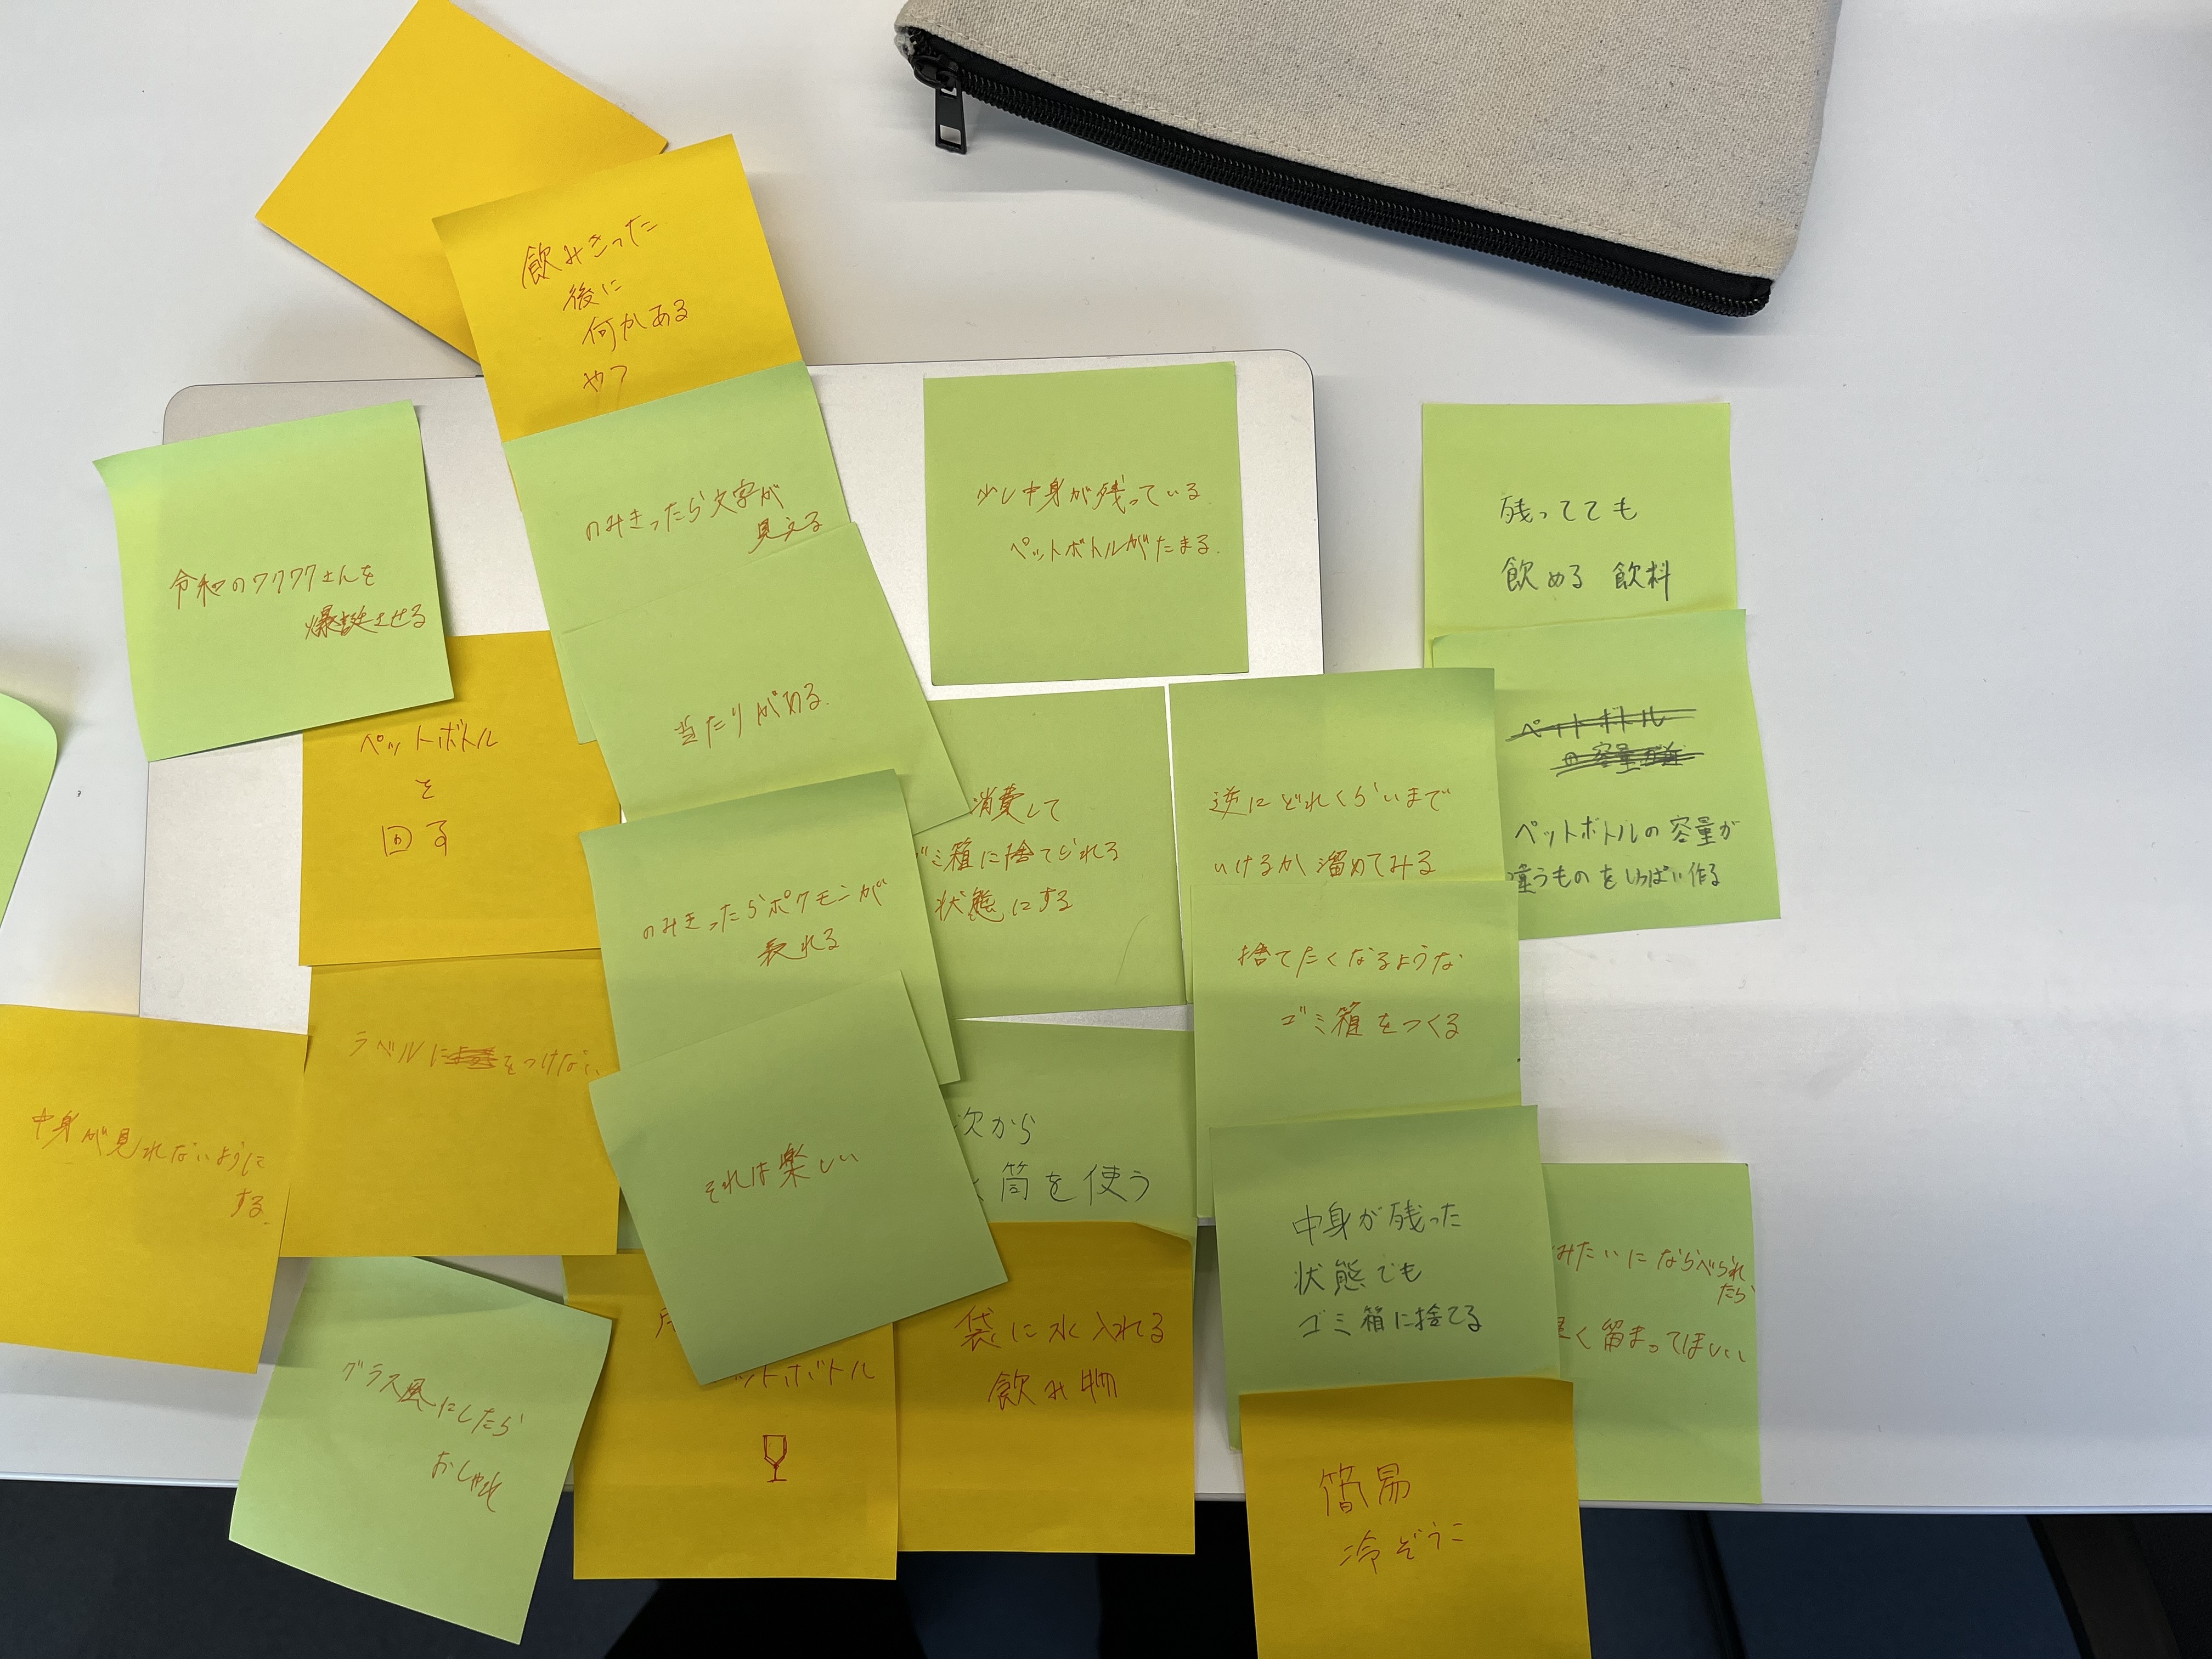 飲みきった
後に
何かある
やつ
のみきったら文字が
見える
当たりがある.
のみきったらポケモンが
表れる
それは楽しい
令和のワクワクさんを
爆誕させる
ペットボトル
を
回す
ラベルに をつけない
中身が見れないように
する.
グラス風にしたら
おしゃれ
ットボトル
少し中身が残っている
ペットボトルがたまる.
消費して
ゴミ箱に捨てられる
状態にする
次から
筒を使う
袋に水入れる
飲み物
逆にどれくらいまで
いけるか溜めてみる
捨てたくなるような
ゴミ箱をつくる
中身が残った
状態でも
ゴミ箱に捨てる
簡易
冷ぞうこ
残ってても
飲める 飲料
ペットボトル
の容量が
ペットボトルの容量が
違うものをいっぱい作る
みたいにならべられ
たら
く留まってほしい